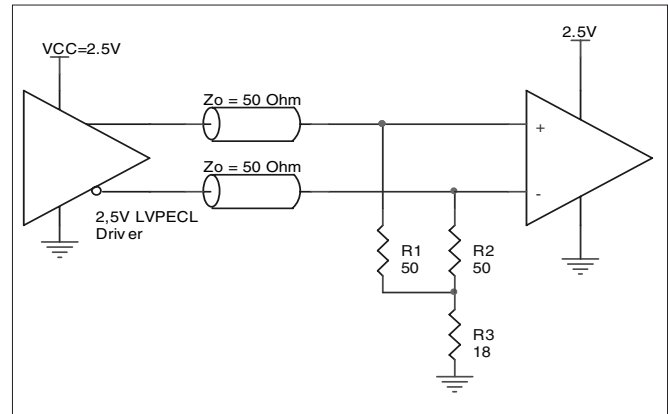 VCC=2.5V
2.5V
Zo = 50 Ohm
+
Zo = 50 Ohm
-
2,5V LVPECL
Driver
R1
50
R2
50
R3
18